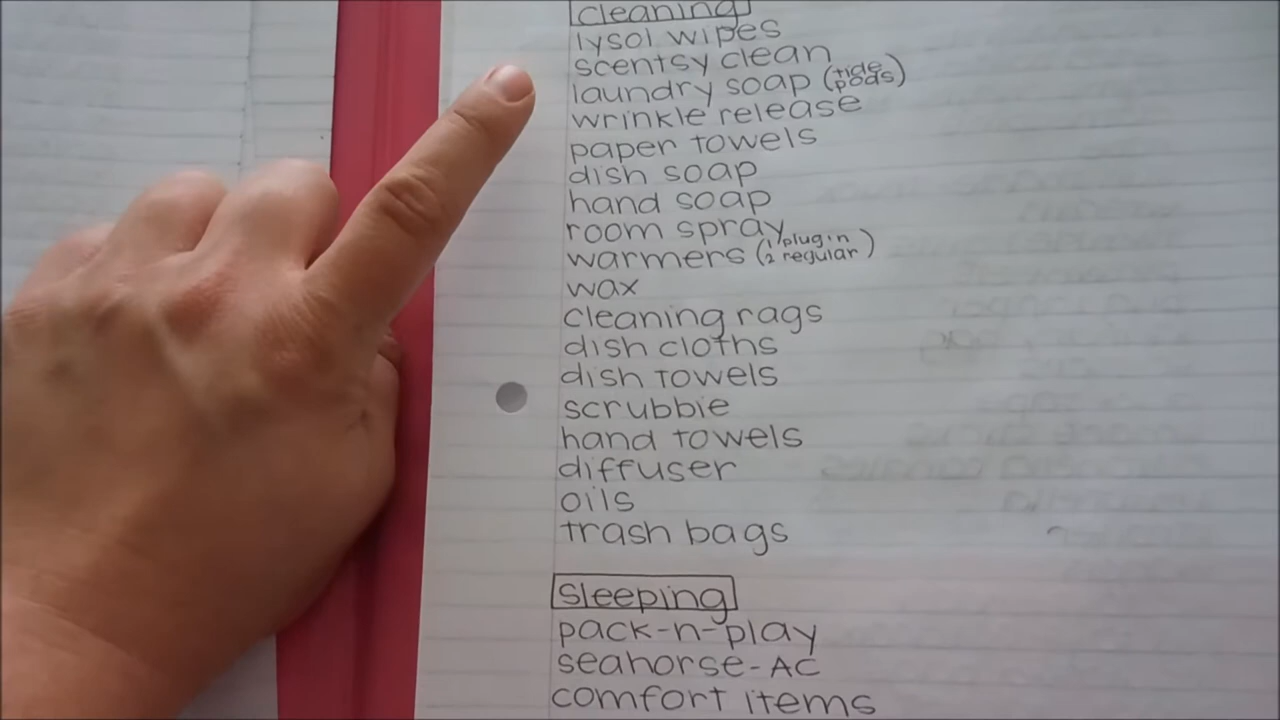 cleaning
lysol wipes
scentsy clean
laundry soap (tide pods)
wrinkle release
paper towels
dish soap
hand soap
room spray
warmers (1 plugin 2 regular)
wax
cleaning rags
dish cloths
dish towels
scrubbie
hand towels
diffuser
oils
trash bags
sleeping
pack-n-play
seahorse-AC
comfort items